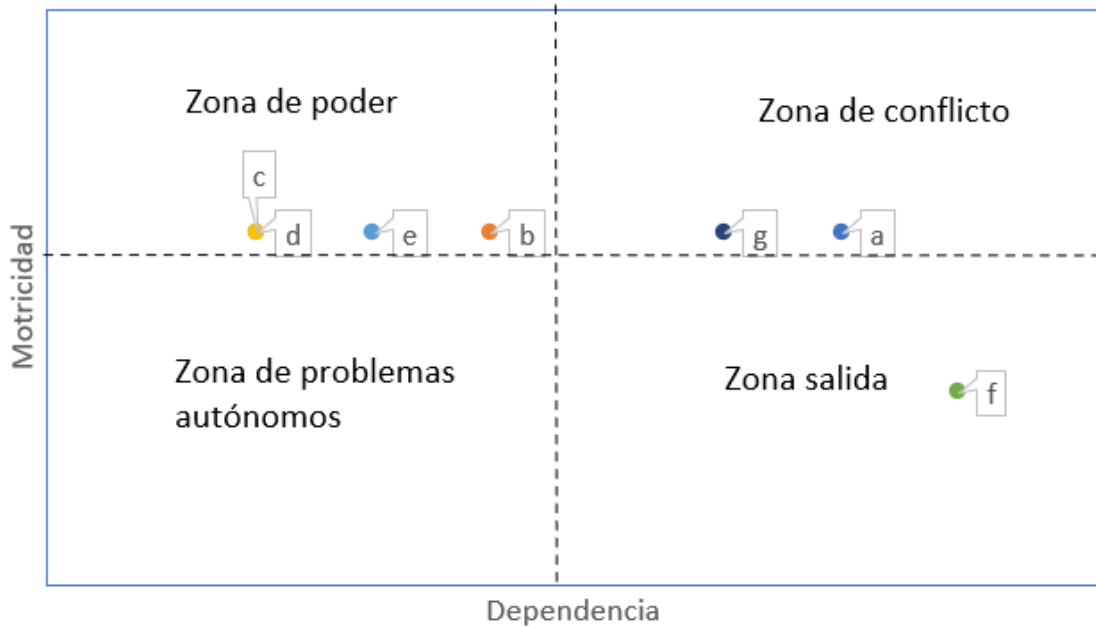 Zona de poder
Zona de conflicto
c
d
e
b
g
a
Motricidad
Zona de problemas
autónomos
Zona salida
f
Dependencia